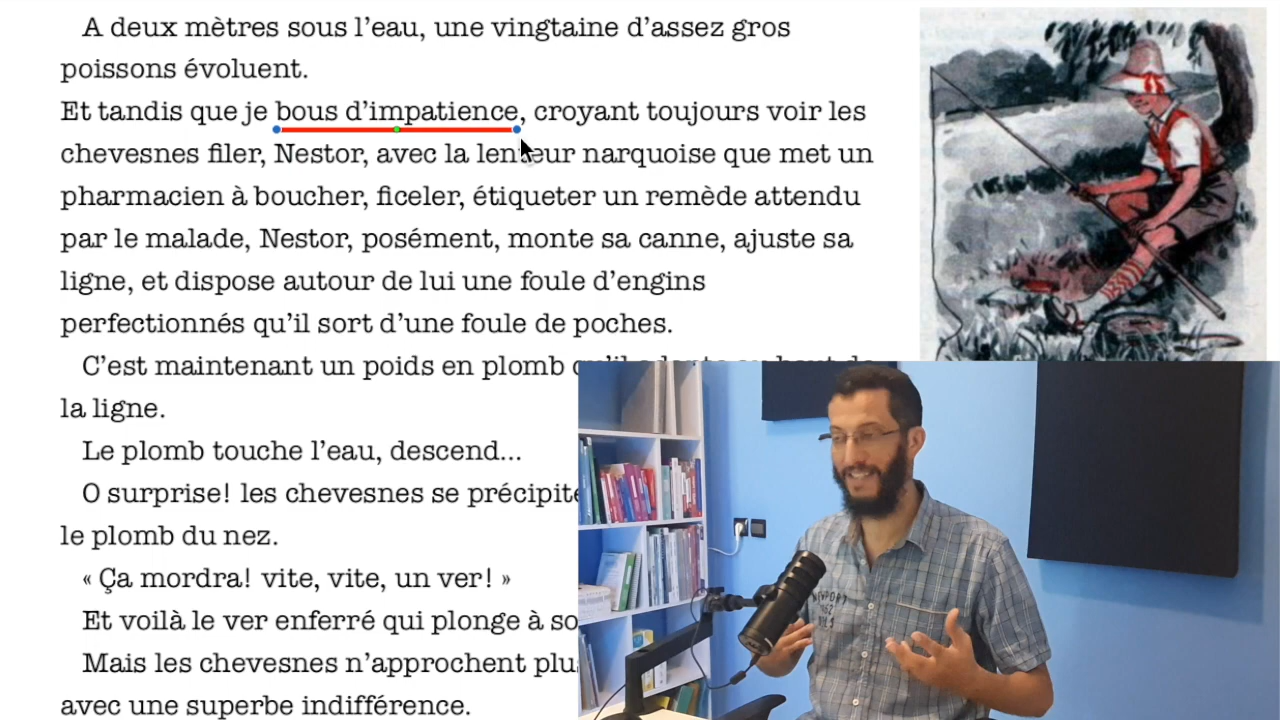 A deux mètres sous l’eau, une vingtaine d’assez gros
poissons évoluent.
Et tandis que je bous d’impatience, croyant toujours voir les
chevesnes filer, Nestor, avec la lenteur narquoise que met un
pharmacien à boucher, ficeler, étiqueter un remède attendu
par le malade, Nestor, posément, monte sa canne, ajuste sa
ligne, et dispose autour de lui une foule d’engins
perfectionnés qu’il sort d’une foule de poches.
C’est maintenant un poids en plomb
la ligne.
Le plomb touche l’eau, descend...
O surprise! les chevesnes se
le plomb du nez.
« Ça mordra! vite, vite, un ver! »
Et voilà le ver enferré qui plonge à
Mais les chevesnes n’approchent
avec une superbe indifférence.